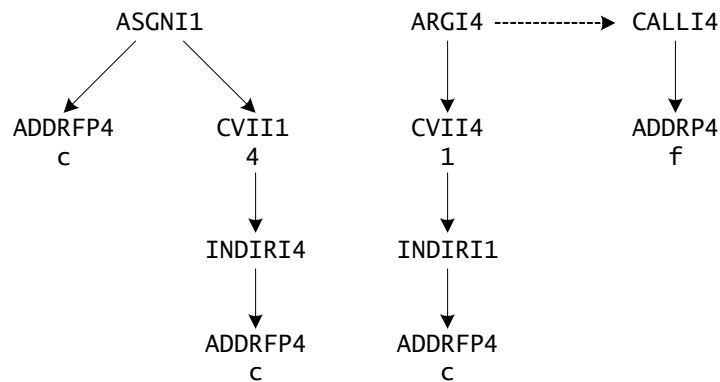 ASGNI1 ARGI4 CALLI4
ADDRFP4 CVII1 CVII4 ADDRP4
c 4 1 f
INDIRI4 INDIRI1
ADDRFP4 ADDRFP4
c c